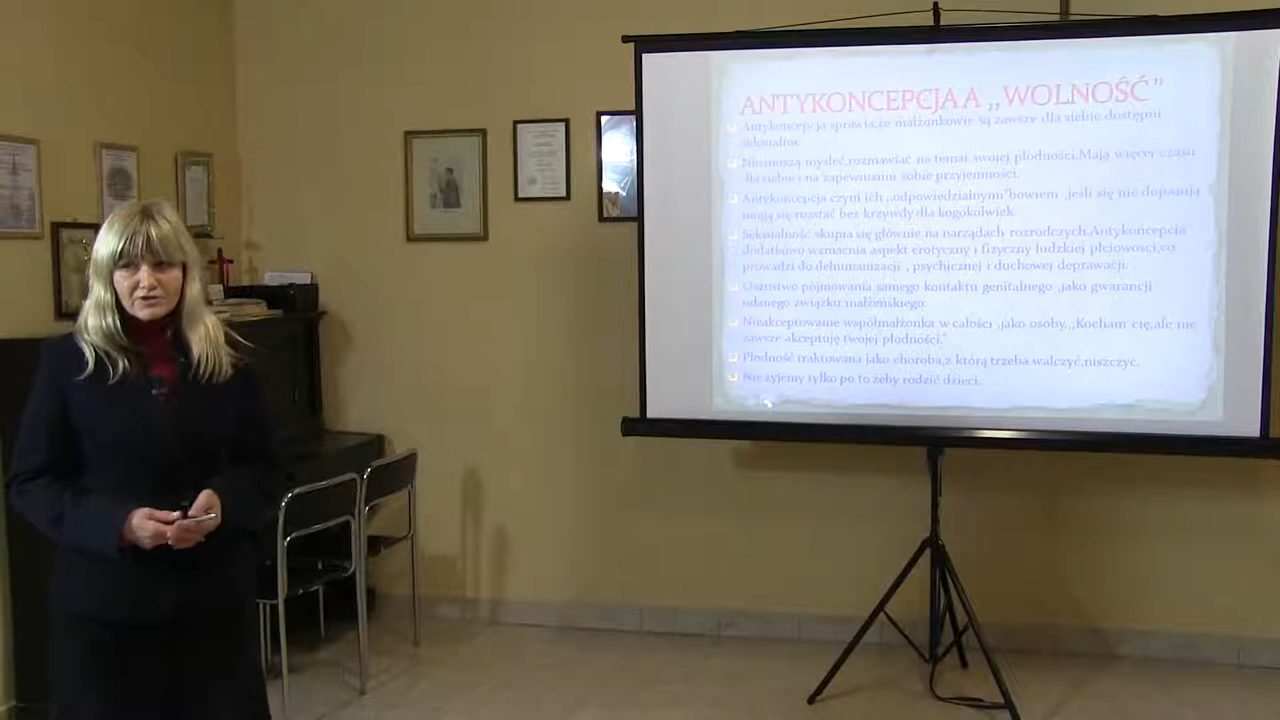 ANTYKONCEPCJA A ,,WOLNOŚĆ"
Antykoncepcja sprawia,że małżonkowie są zawsze dla siebie dostępni
seksualnie.
Nie muszą myśleć,rozmawiać na temat swojej płodności.Mają więcej czasu
dla siebie i na zapewnianiu sobie przyjemności.
Antykoncepcja czyni ich ,,odpowiedzialnym"bowiem ,jeśli się nie dopasują
mogą się rozstać bez krzywdy dla kogokolwiek.
Seksualność skupia się głównie na narządach rozrodczych.Antykoncepcja
dodatkowo wzmacnia aspekt erotyczny i fizyczny ludzkiej płciowości,co
prowadzi do dehumanizacji , psychicznej i duchowej deprawacji.
Oszustwo pojmowania samego kontaktu genitalnego ,jako gwarancji
udanego związku małżeńskiego.
Nieakceptowanie współmałżonka w całości ,jako osoby.,,Kocham cię,ale nie
zawsze akceptuję twojej płodności."
Płodność traktowana jako choroba,z którą trzeba walczyć,niszczyć.
Nie żyjemy tylko po to żeby rodzić dzieci.